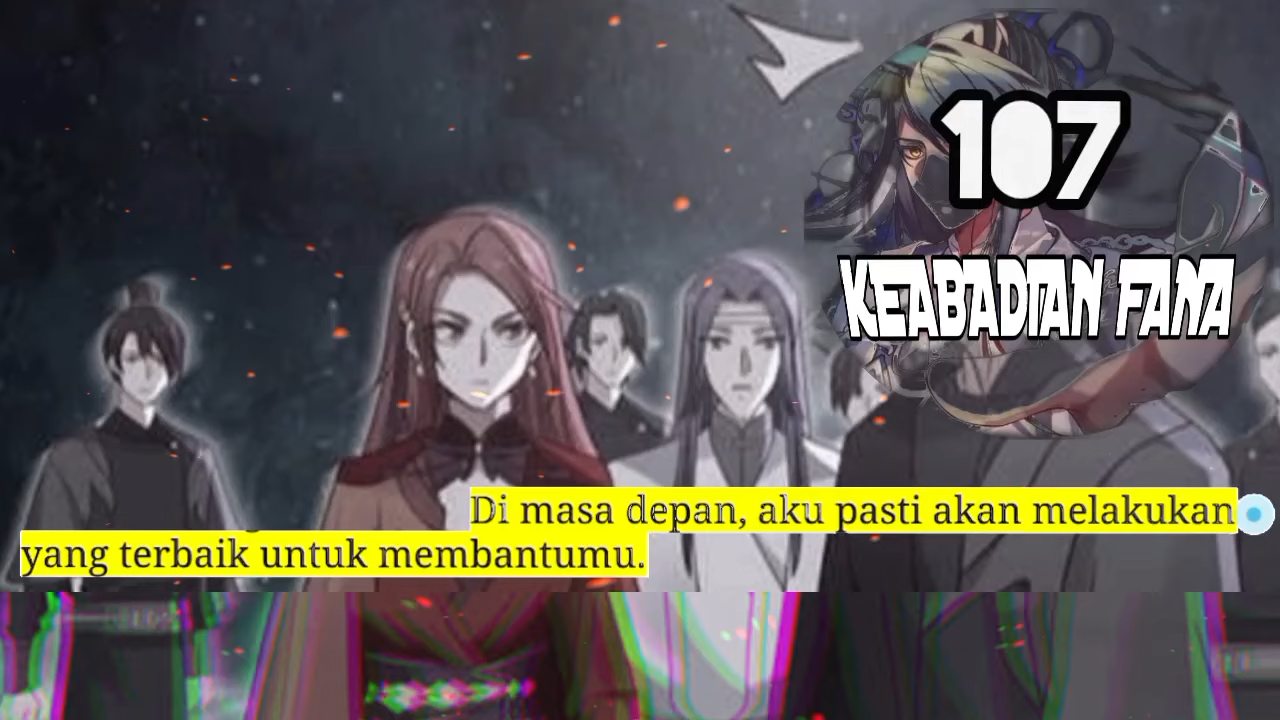 107
KEABADIAN FANA
Di masa depan, aku pasti akan melakukan
yang terbaik untuk membantumu.